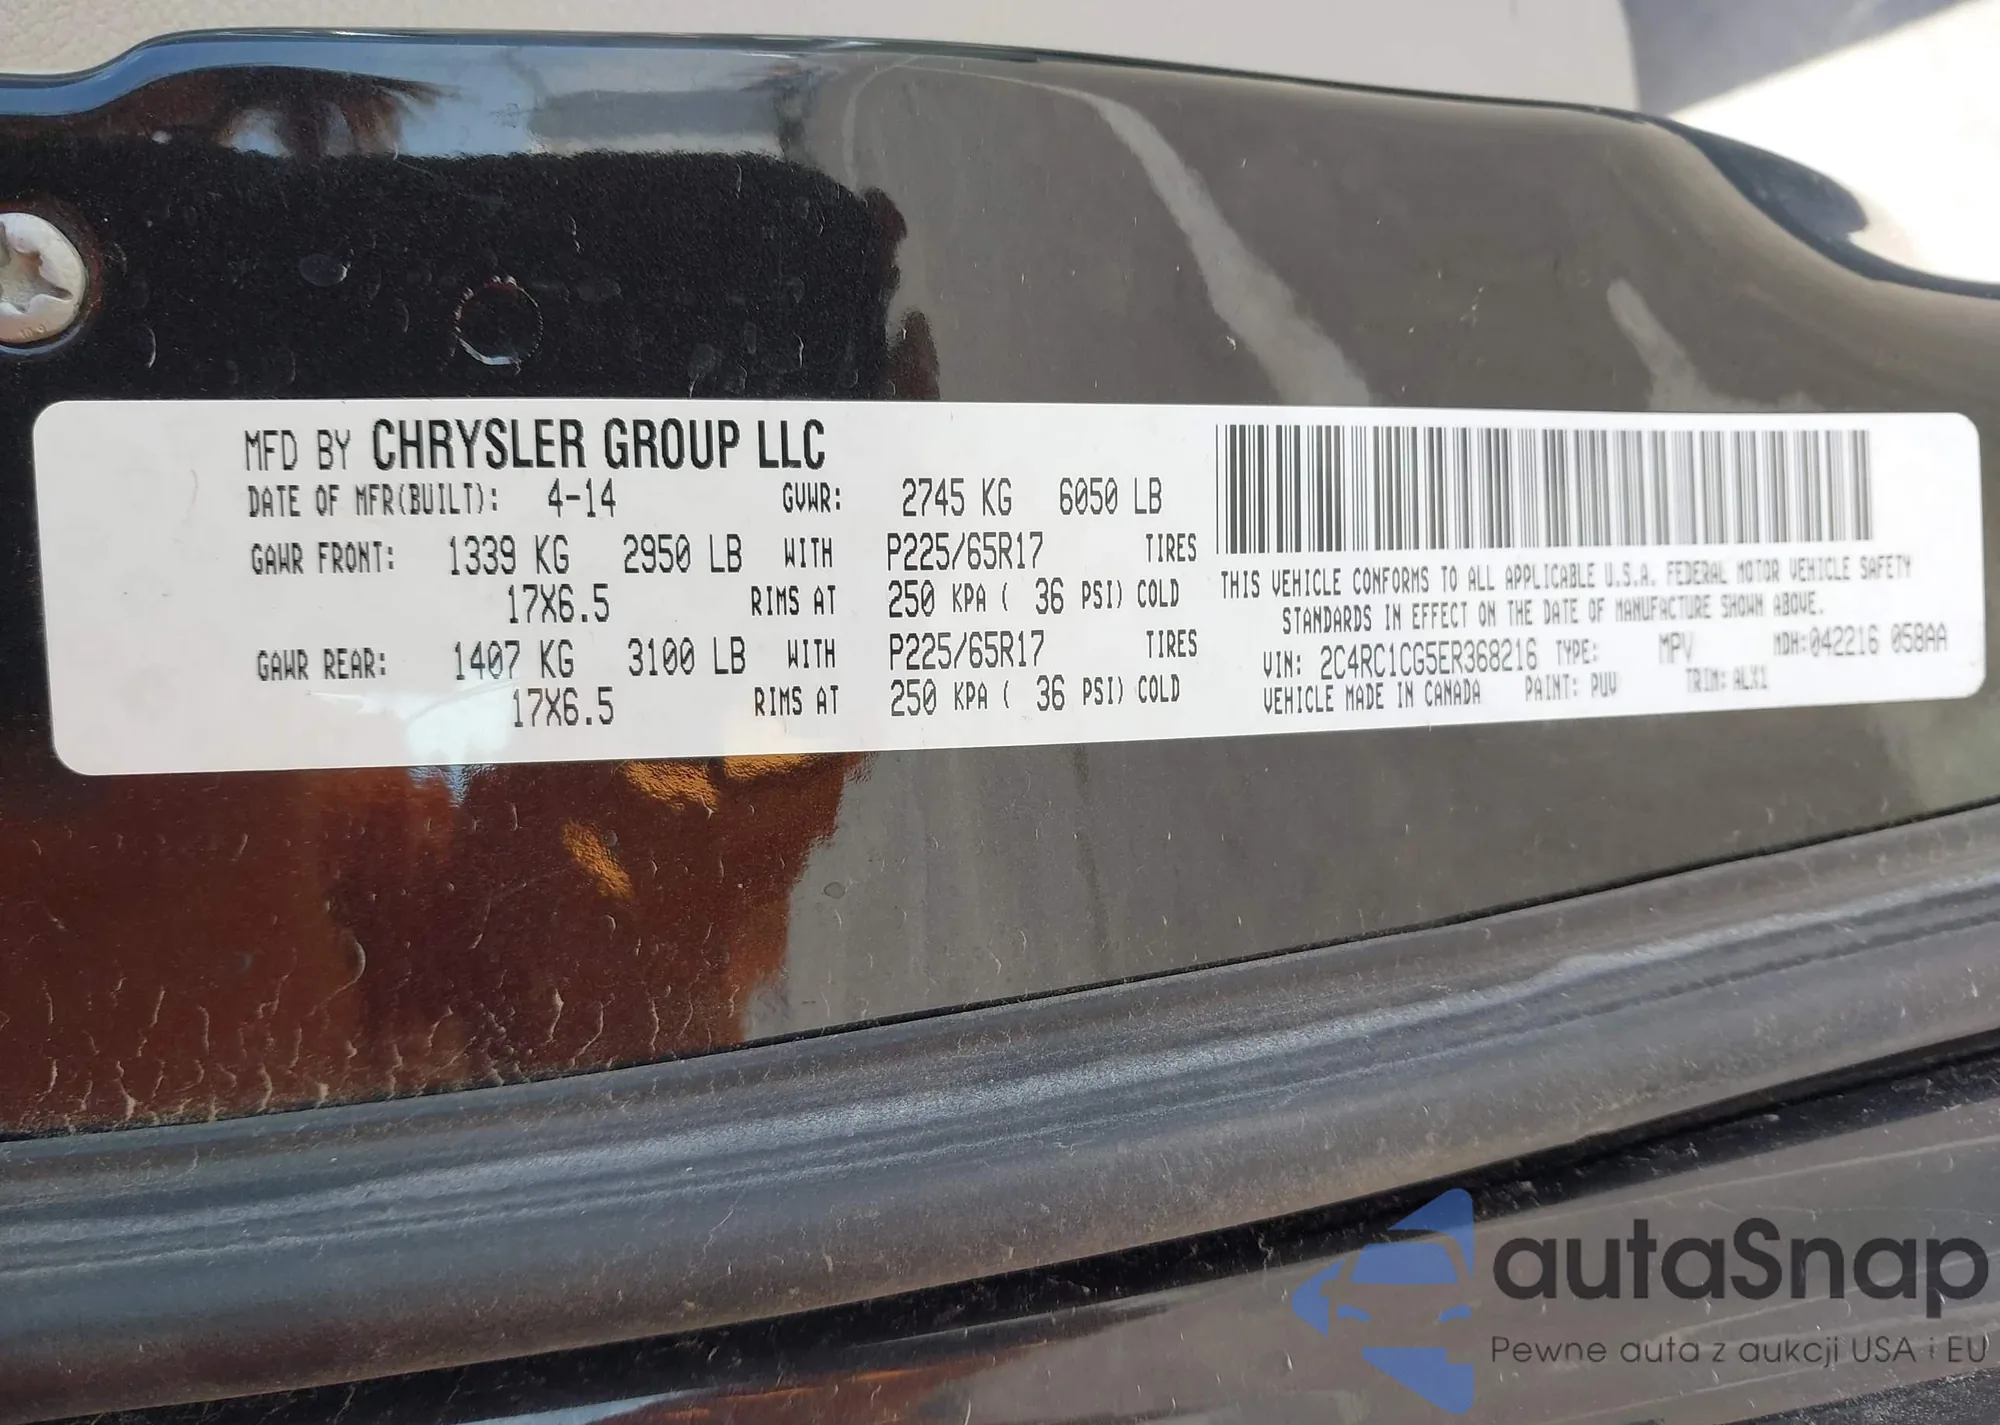 MFD BY CHRYSLER GROUP LLC
DATE OF MFR(BUILT): 4-14 GVWR: 2745 KG 6050 LB
GAWR FRONT: 1339 KG 2950 LB WITH P225/65R17 TIRES
17X6.5 RIMS AT 250 KPA ( 36 PSI) COLD
GAWR REAR: 1407 KG 3100 LB WITH P225/65R17 TIRES
17X6.5 RIMS AT 250 KPA ( 36 PSI) COLD
THIS VEHICLE CONFORMS TO ALL APPLICABLE U.S.A. FEDERAL MOTOR VEHICLE SAFETY
STANDARDS IN EFFECT ON THE DATE OF MANUFACTURE SHOWN ABOVE.
VIN: 2C4RC1CG5ER368216 TYPE: MPV MDH:042216 058AA
VEHICLE MADE IN CANADA PAINT: PUV TRIM: ALX1
autaSnap
Pewne auta z aukcji USA i EU